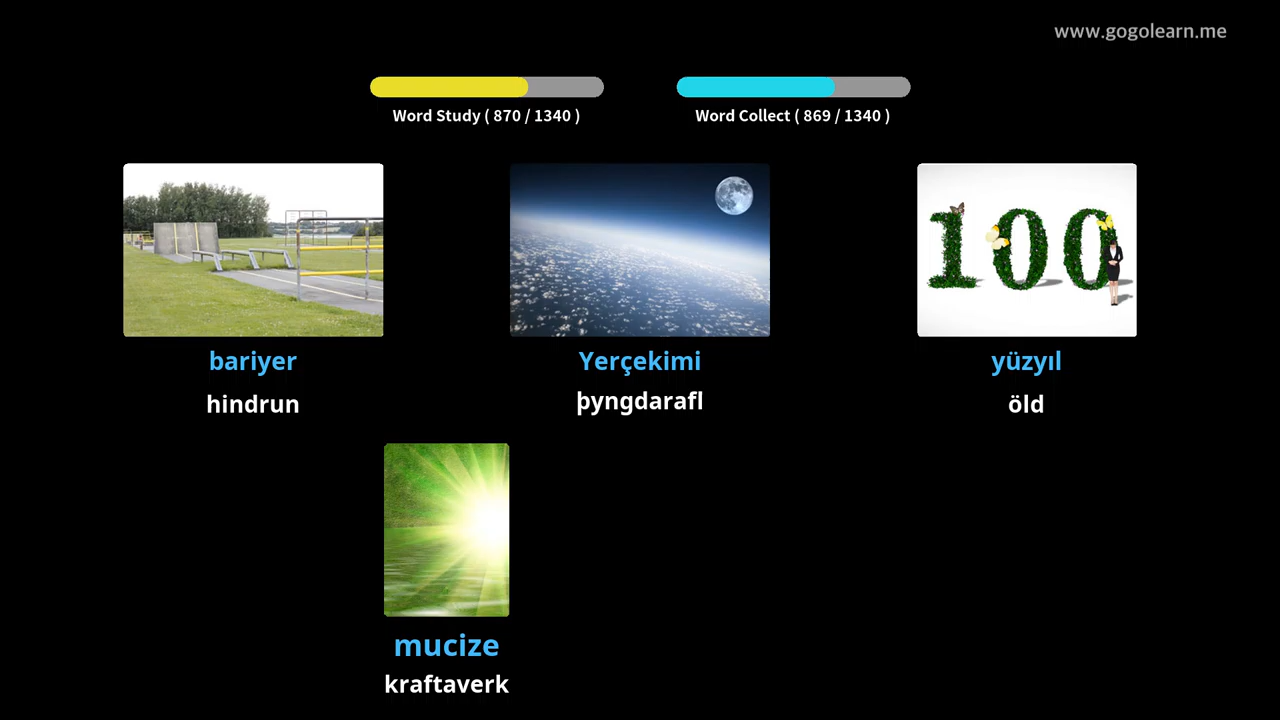 www.gogolearn.me
Word Study ( 870 / 1340 )
Word Collect ( 869 / 1340 )
100
bariyer
hindrun
Yerçekimi
þyngdarafl
yüzyıl
öld
mucize
kraftaverk